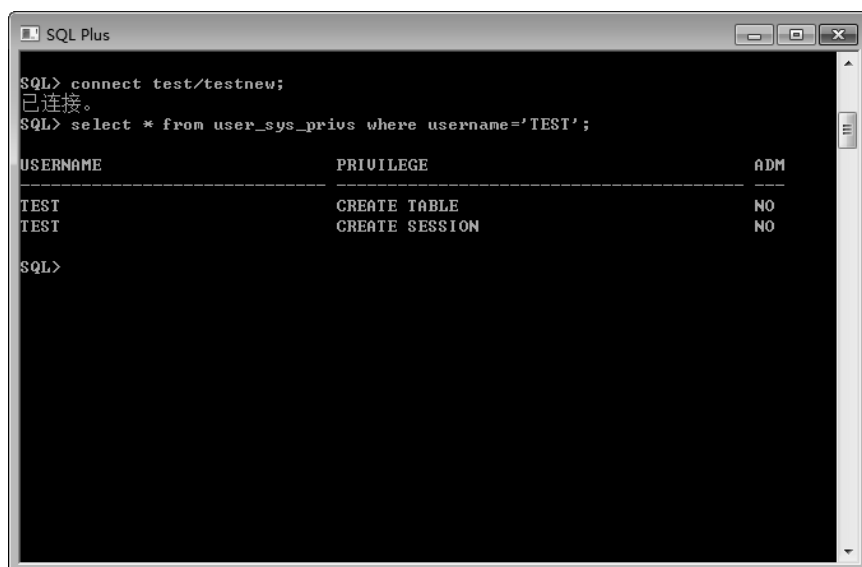 SQL Plus
SQL> connect test/testnew;
已连接。
SQL> select * from user_sys_privs where username='TEST';
USERNAME PRIVILEGE ADM
------------------------------ ---------------------------------------- ---
TEST CREATE TABLE NO
TEST CREATE SESSION NO
SQL>